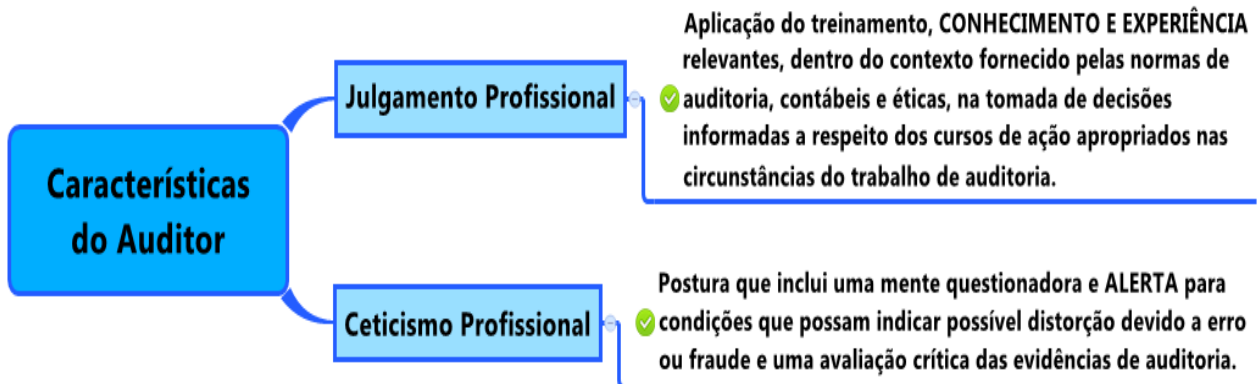 Características
do Auditor
Julgamento Profissional
Aplicação do treinamento, CONHECIMENTO E EXPERIÊNCIA
relevantes, dentro do contexto fornecido pelas normas de
auditoria, contábeis e éticas, na tomada de decisões
informadas a respeito dos cursos de ação apropriados nas
circunstâncias do trabalho de auditoria.
Ceticismo Profissional
Postura que inclui uma mente questionadora e ALERTA para
condições que possam indicar possível distorção devido a erro
ou fraude e uma avaliação crítica das evidências de auditoria.